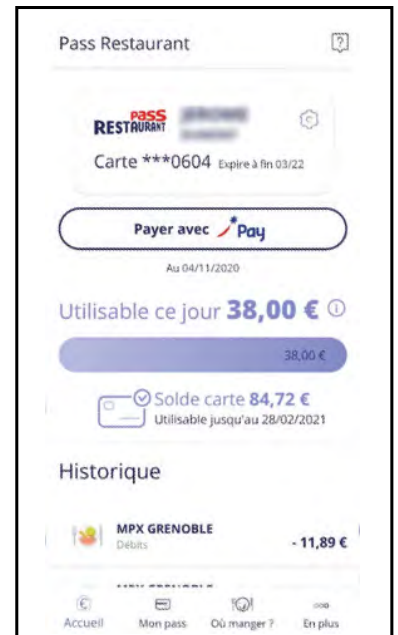 Pass Restaurant
?
PASS
RESTAURANT
Carte ***0604 Expire à fin 03/22
Payer avec Pay
Au 04/11/2020
Utilisable ce jour 38,00 € i
38,00 €
Solde carte 84,72 €
Utilisable jusqu'au 28/02/2021
Historique
MPX GRENOBLE
Débits
- 11,89 €
Accueil Mon pass Où manger ? En plus